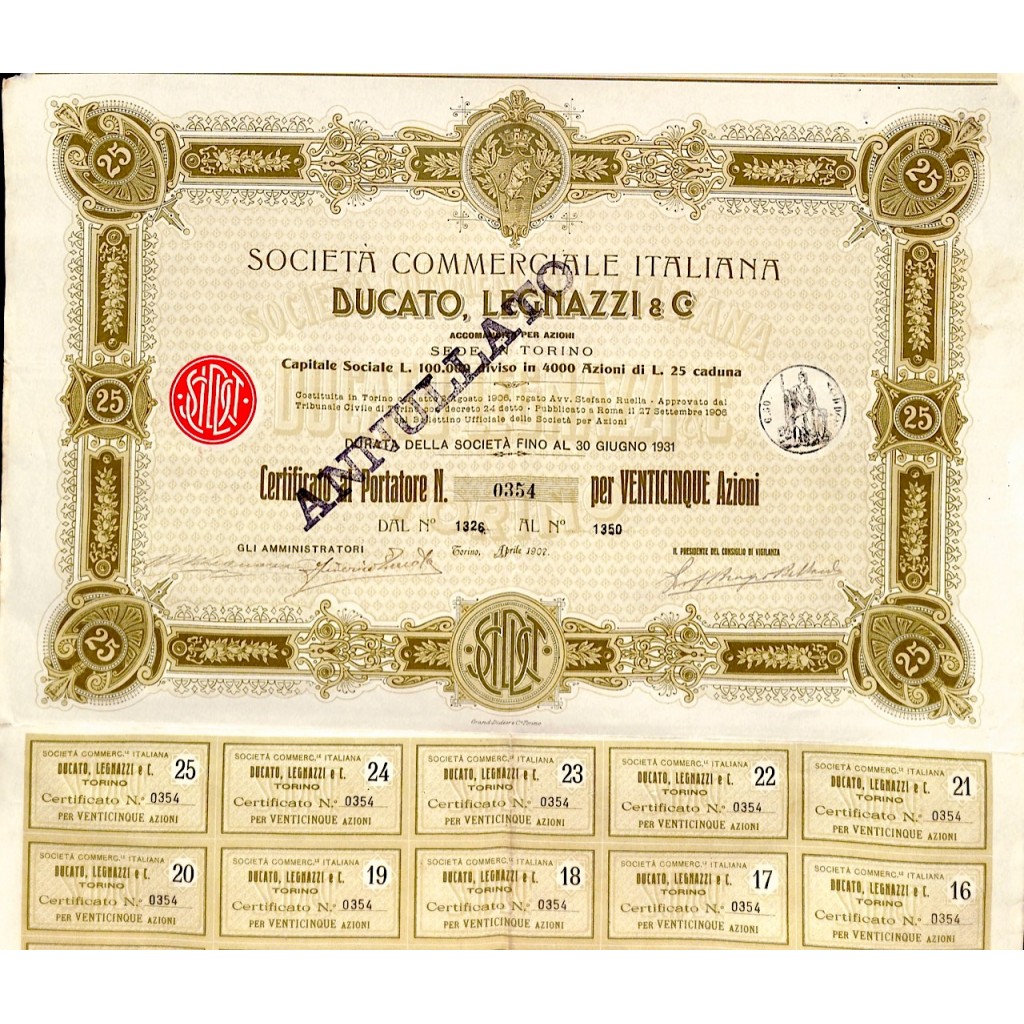 25
25
SOCIETÀ COMMERCIALE ITALIANA
DUCATO, LEGNAZZI & Cº
ACCOMANDITA PER AZIONI
SEDE IN TORINO
Capitale Sociale L. 100.000 diviso in 4000 Azioni di L. 25 caduna
ANNULLATO
25
25
Costituita in Torino con atto Agosto 1906, rogato Avv. Stefano Ruella - Approvato dal
Tribunale Civile di Torino con decreto 24 detto - Pubblicato a Roma il 27 Settembre 1906
nel Bollettino Ufficiale delle Società per Azioni
DURATA DELLA SOCIETÀ FINO AL 30 GIUGNO 1931
Certificato al Portatore N. 0354 per VENTICINQUE Azioni
DAL Nº 1326 AL Nº 1350
GLI AMMINISTRATORI
Torino, Aprile 1907.
IL PRESIDENTE DEL CONSIGLIO DI VIGILANZA
25
25
SOCIETÀ COMMERC.LE ITALIANA 25
DUCATO, LEGNAZZI e C.
TORINO
Certificato N.º 0354
PER VENTICINQUE AZIONI
SOCIETÀ COMMERC.LE ITALIANA 24
DUCATO, LEGNAZZI e C.
TORINO
Certificato N.º 0354
PER VENTICINQUE AZIONI
SOCIETÀ COMMERC.LE ITALIANA 23
DUCATO, LEGNAZZI e C.
TORINO
Certificato N.º 0354
PER VENTICINQUE AZIONI
SOCIETÀ COMMERC.LE ITALIANA 22
DUCATO, LEGNAZZI e C.
TORINO
Certificato N.º 0354
PER VENTICINQUE AZIONI
SOCIETÀ COMMERC.LE ITALIANA 21
DUCATO, LEGNAZZI e C.
TORINO
Certificato N.º 0354
PER VENTICINQUE AZIONI
SOCIETÀ COMMERC.LE ITALIANA 20
DUCATO, LEGNAZZI e C.
TORINO
Certificato N.º 0354
PER VENTICINQUE AZIONI
SOCIETÀ COMMERC.LE ITALIANA 19
DUCATO, LEGNAZZI e C.
TORINO
Certificato N.º 0354
PER VENTICINQUE AZIONI
SOCIETÀ COMMERC.LE ITALIANA 18
DUCATO, LEGNAZZI e C.
TORINO
Certificato N.º 0354
PER VENTICINQUE AZIONI
SOCIETÀ COMMERC.LE ITALIANA 17
DUCATO, LEGNAZZI e C.
TORINO
Certificato N.º 0354
PER VENTICINQUE AZIONI
SOCIETÀ COMMERC.LE ITALIANA 16
DUCATO, LEGNAZZI e C.
TORINO
Certificato N.º 0354
PER VENTICINQUE AZIONI